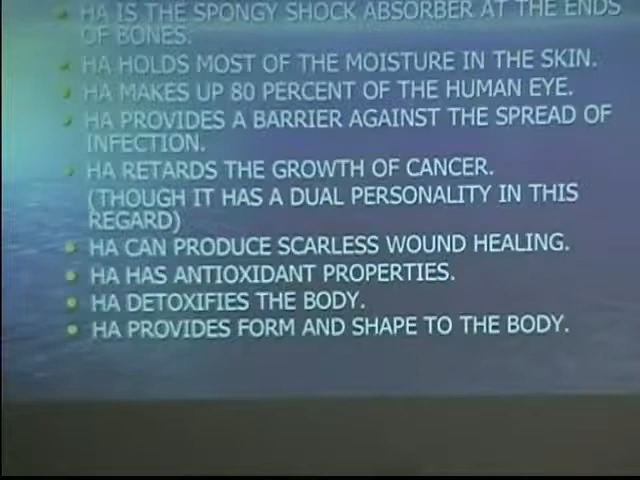 HA IS THE SPONGY SHOCK ABSORBER AT THE ENDS
OF BONES.
HA HOLDS MOST OF THE MOISTURE IN THE SKIN.
HA MAKES UP 80 PERCENT OF THE HUMAN EYE.
HA PROVIDES A BARRIER AGAINST THE SPREAD OF
INFECTION.
HA RETARDS THE GROWTH OF CANCER.
(THOUGH IT HAS A DUAL PERSONALITY IN THIS
REGARD)
HA CAN PRODUCE SCARLESS WOUND HEALING.
HA HAS ANTIOXIDANT PROPERTIES.
HA DETOXIFIES THE BODY.
HA PROVIDES FORM AND SHAPE TO THE BODY.